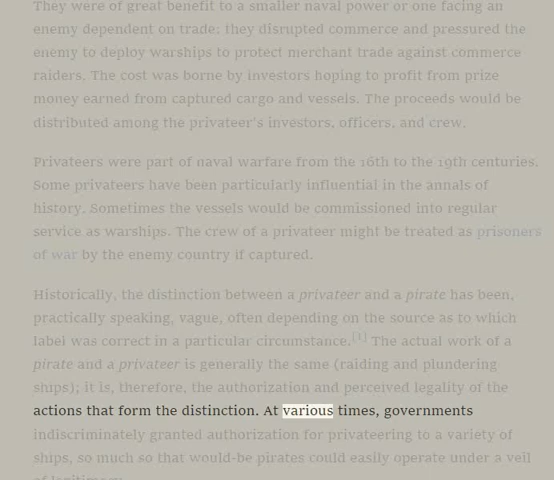 They were of great benefit to a smaller naval power or one facing an
enemy dependent on trade: they disrupted commerce and pressured the
enemy to deploy warships to protect merchant trade against commerce
raiders. The cost was borne by investors hoping to profit from prize
money earned from captured cargo and vessels. The proceeds would be
distributed among the privateer's investors, officers, and crew.
Privateers were part of naval warfare from the 16th to the 19th centuries.
Some privateers have been particularly influential in the annals of
history. Sometimes the vessels would be commissioned into regular
service as warships. The crew of a privateer might be treated as prisoners
of war by the enemy country if captured.
Historically, the distinction between a privateer and a pirate has been,
practically speaking, vague, often depending on the source as to which
label was correct in a particular circumstance.[1] The actual work of a
pirate and a privateer is generally the same (raiding and plundering
ships); it is, therefore, the authorization and perceived legality of the
actions that form the distinction. At various times, governments
indiscriminately granted authorization for privateering to a variety of
ships, so much so that would-be pirates could easily operate under a veil
of legitimacy.